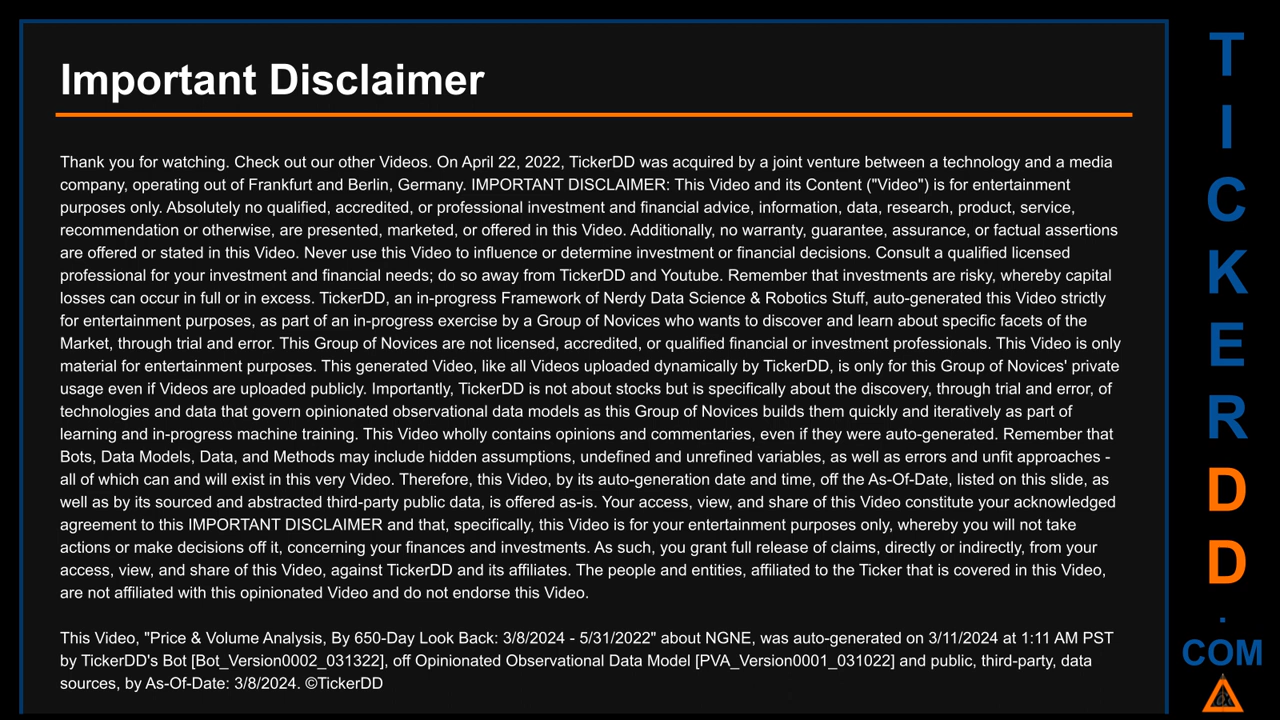 Important Disclaimer
Thank you for watching. Check out our other Videos. On April 22, 2022, TickerDD was acquired by a joint venture between a technology and a media
company, operating out of Frankfurt and Berlin, Germany. IMPORTANT DISCLAIMER: This Video and its Content ("Video") is for entertainment
purposes only. Absolutely no qualified, accredited, or professional investment and financial advice, information, data, research, product, service,
recommendation or otherwise, are presented, marketed, or offered in this Video. Additionally, no warranty, guarantee, assurance, or factual assertions
are offered or stated in this Video. Never use this Video to influence or determine investment or financial decisions. Consult a qualified licensed
professional for your investment and financial needs; do so away from TickerDD and Youtube. Remember that investments are risky, whereby capital
losses can occur in full or in excess. TickerDD, an in-progress Framework of Nerdy Data Science & Robotics Stuff, auto-generated this Video strictly
for entertainment purposes, as part of an in-progress exercise by a Group of Novices who wants to discover and learn about specific facets of the
Market, through trial and error. This Group of Novices are not licensed, accredited, or qualified financial or investment professionals. This Video is only
material for entertainment purposes. This generated Video, like all Videos uploaded dynamically by TickerDD, is only for this Group of Novices' private
usage even if Videos are uploaded publicly. Importantly, TickerDD is not about stocks but is specifically about the discovery, through trial and error, of
technologies and data that govern opinionated observational data models as this Group of Novices builds them quickly and iteratively as part of
learning and in-progress machine training. This Video wholly contains opinions and commentaries, even if they were auto-generated. Remember that
Bots, Data Models, Data, and Methods may include hidden assumptions, undefined and unrefined variables, as well as errors and unfit approaches -
all of which can and will exist in this very Video. Therefore, this Video, by its auto-generation date and time, off the As-Of-Date, listed on this slide, as
well as by its sourced and abstracted third-party public data, is offered as-is. Your access, view, and share of this Video constitute your acknowledged
agreement to this IMPORTANT DISCLAIMER and that, specifically, this Video is for your entertainment purposes only, whereby you will not take
actions or make decisions off it, concerning your finances and investments. As such, you grant full release of claims, directly or indirectly, from your
access, view, and share of this Video, against TickerDD and its affiliates. The people and entities, affiliated to the Ticker that is covered in this Video,
are not affiliated with this opinionated Video and do not endorse this Video.
This Video, "Price & Volume Analysis, By 650-Day Look Back: 3/8/2024 - 5/31/2022" about NGNE, was auto-generated on 3/11/2024 at 1:11 AM PST
by TickerDD's Bot [Bot_Version0002_031322], off Opinionated Observational Data Model [PVA_Version0001_031022] and public, third-party, data
sources, by As-Of-Date: 3/8/2024. ©TickerDD
T
I
C
K
E
R
D
D
.
COM